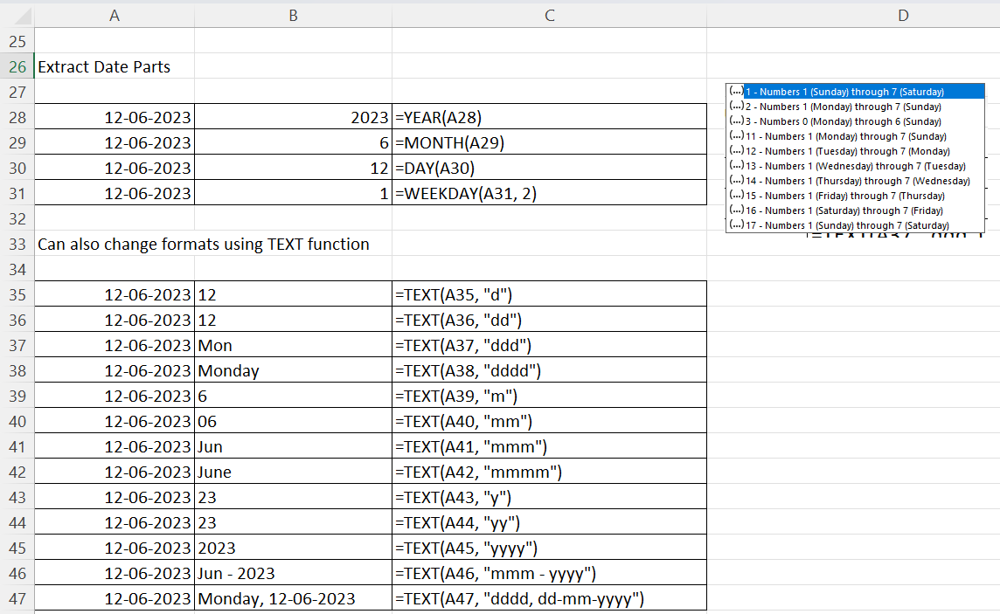 A B C D
25
26 Extract Date Parts
27
28 12-06-2023 2023 =YEAR(A28)
29 12-06-2023 6 =MONTH(A29)
30 12-06-2023 12 =DAY(A30)
31 12-06-2023 1 =WEEKDAY(A31, 2)
32
33 Can also change formats using TEXT function
34
35 12-06-2023 12 =TEXT(A35, "d")
36 12-06-2023 12 =TEXT(A36, "dd")
37 12-06-2023 Mon =TEXT(A37, "ddd")
38 12-06-2023 Monday =TEXT(A38, "dddd")
39 12-06-2023 6 =TEXT(A39, "m")
40 12-06-2023 06 =TEXT(A40, "mm")
41 12-06-2023 Jun =TEXT(A41, "mmm")
42 12-06-2023 June =TEXT(A42, "mmmm")
43 12-06-2023 23 =TEXT(A43, "y")
44 12-06-2023 23 =TEXT(A44, "yy")
45 12-06-2023 2023 =TEXT(A45, "yyyy")
46 12-06-2023 Jun - 2023 =TEXT(A46, "mmm - yyyy")
47 12-06-2023 Monday, 12-06-2023 =TEXT(A47, "dddd, dd-mm-yyyy")
(...) 1 - Numbers 1 (Sunday) through 7 (Saturday)
(...) 2 - Numbers 1 (Monday) through 7 (Sunday)
(...) 3 - Numbers 0 (Monday) through 6 (Sunday)
(...) 11 - Numbers 1 (Monday) through 7 (Sunday)
(...) 12 - Numbers 1 (Tuesday) through 7 (Monday)
(...) 13 - Numbers 1 (Wednesday) through 7 (Tuesday)
(...) 14 - Numbers 1 (Thursday) through 7 (Wednesday)
(...) 15 - Numbers 1 (Friday) through 7 (Thursday)
(...) 16 - Numbers 1 (Saturday) through 7 (Friday)
(...) 17 - Numbers 1 (Sunday) through 7 (Saturday)